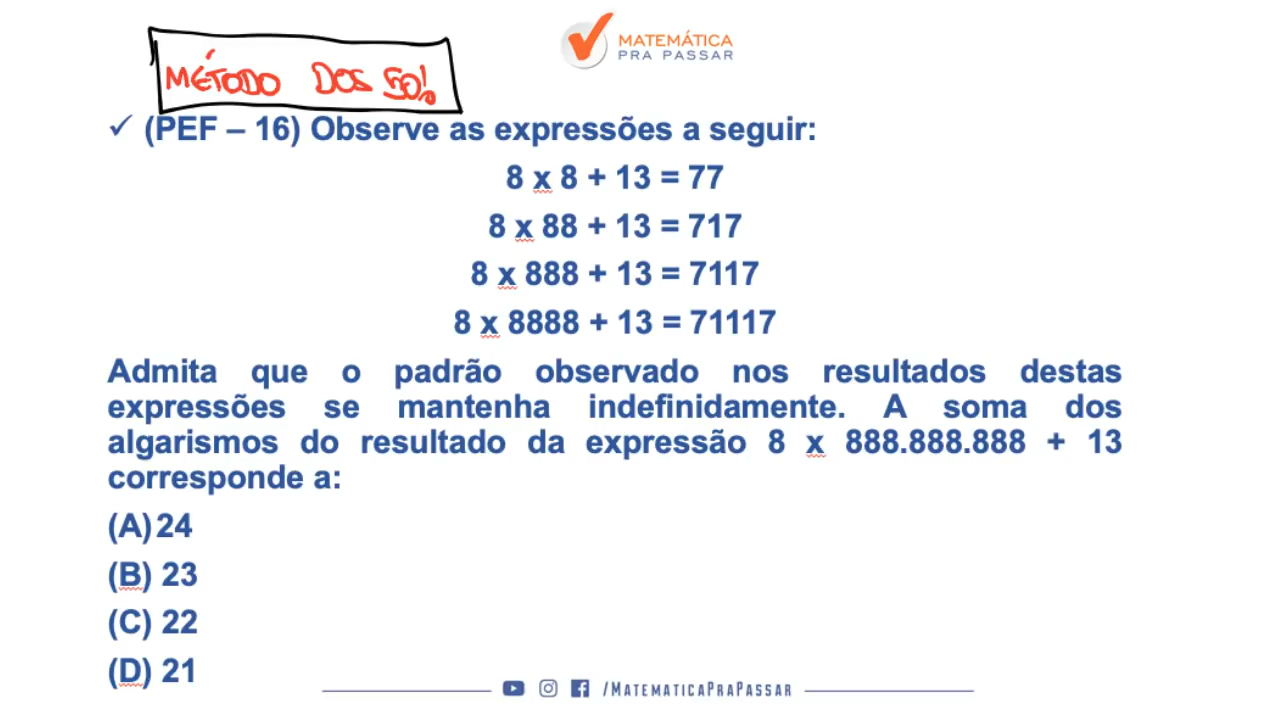 MATEMÁTICA
PRA PASSAR
MÉTODO DOS 50!
✓ (PEF – 16) Observe as expressões a seguir:
8 x 8 + 13 = 77
8 x 88 + 13 = 717
8 x 888 + 13 = 7117
8 x 8888 + 13 = 71117
Admita que o padrão observado nos resultados destas
expressões se mantenha indefinidamente. A soma dos
algarismos do resultado da expressão 8 x 888.888.888 + 13
corresponde a:
(A) 24
(B) 23
(C) 22
(D) 21
/MATEMATICAPRAPASSAR